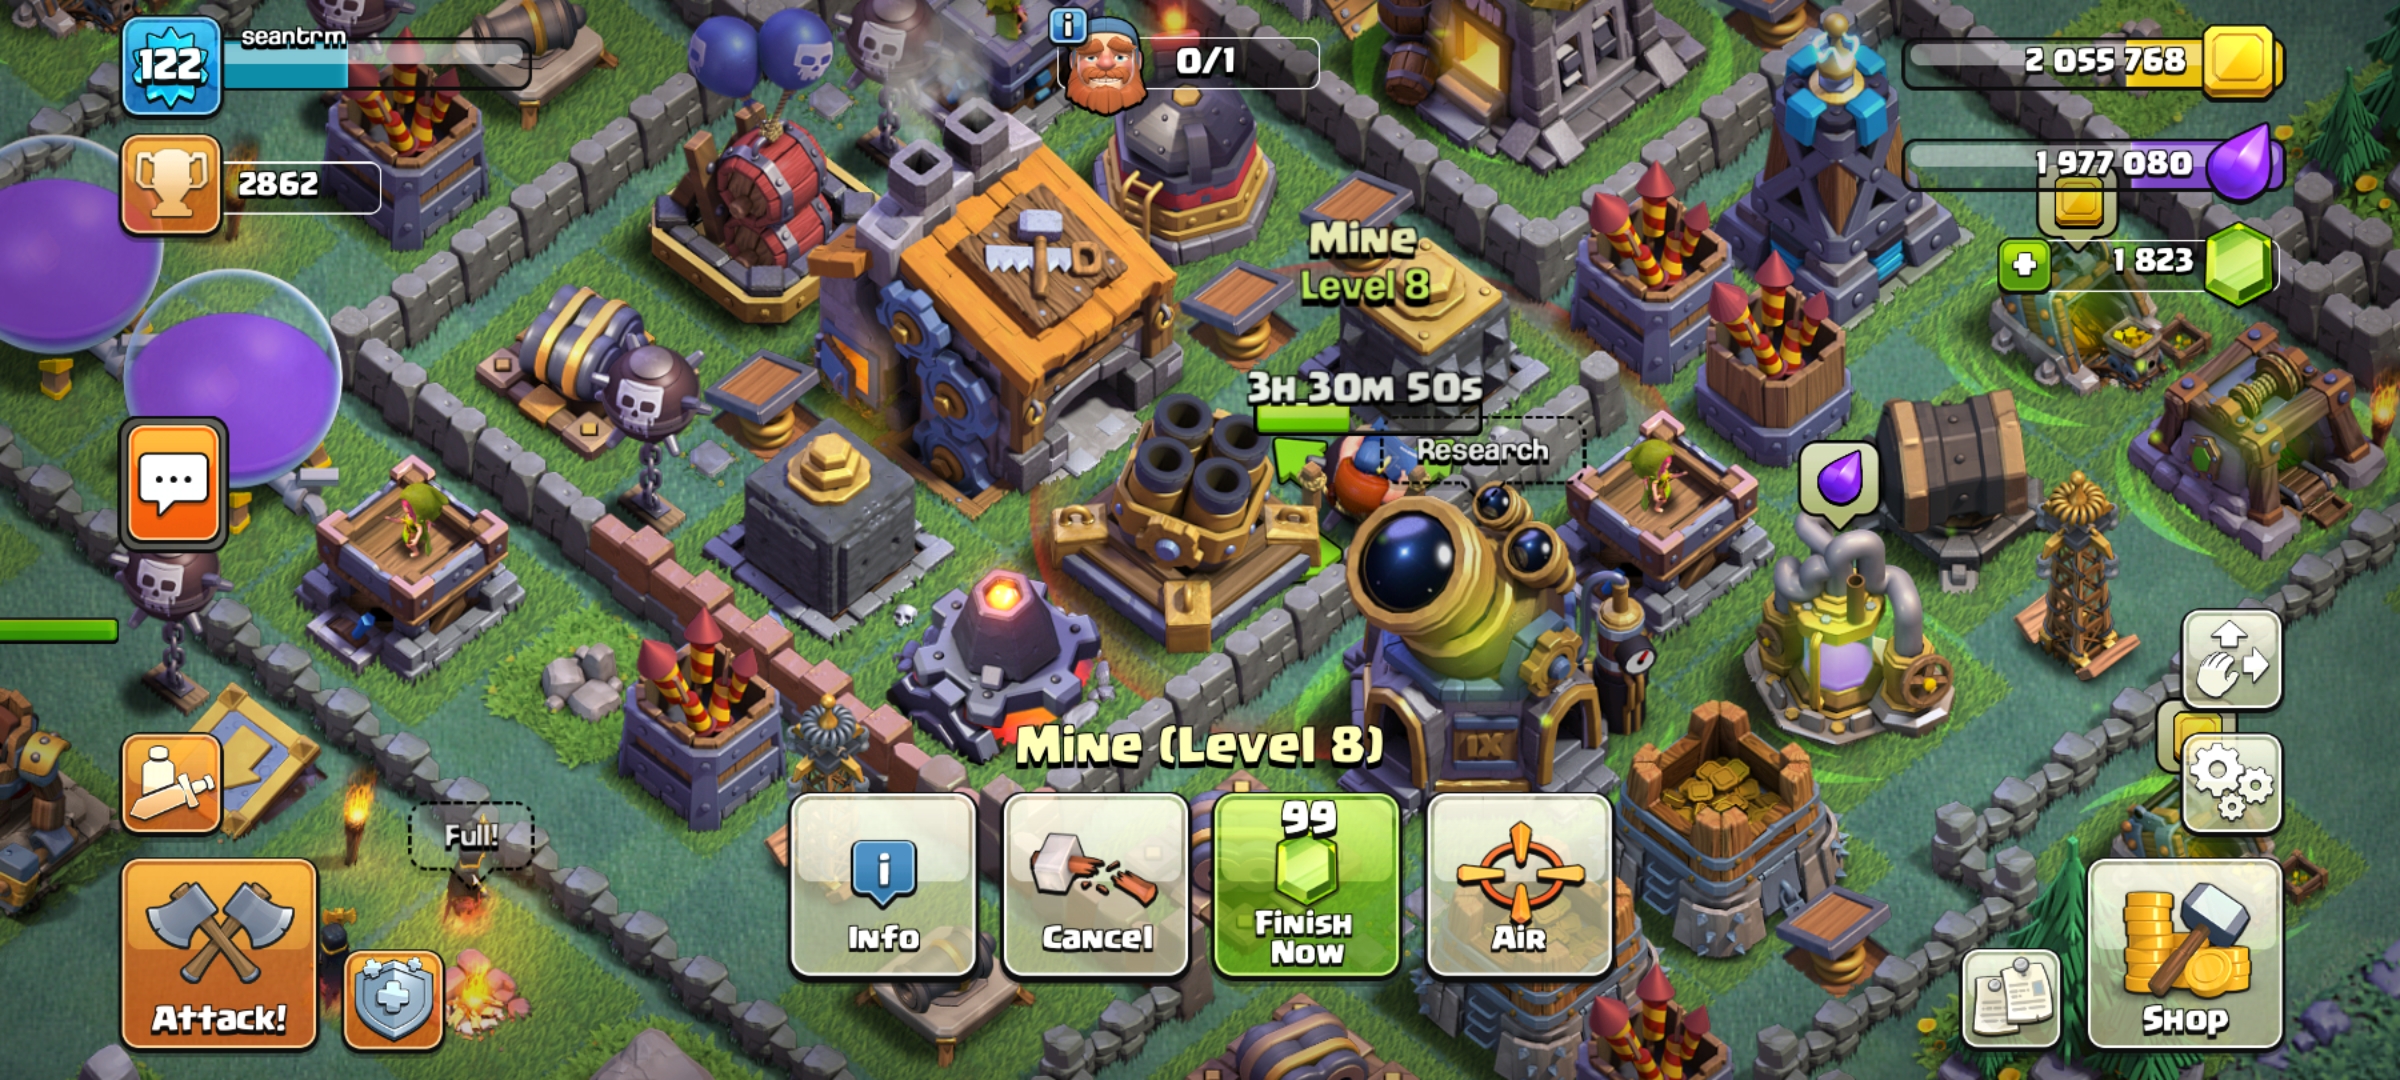 122
seantrm
0/1
2 055 768
2862
1 977 080
1 823
Mine
Level 8
3H 30M 50S
Research
IX
Mine (Level 8)
Full!
99
Info
Cancel
Finish
Now
Air
Attack!
Shop